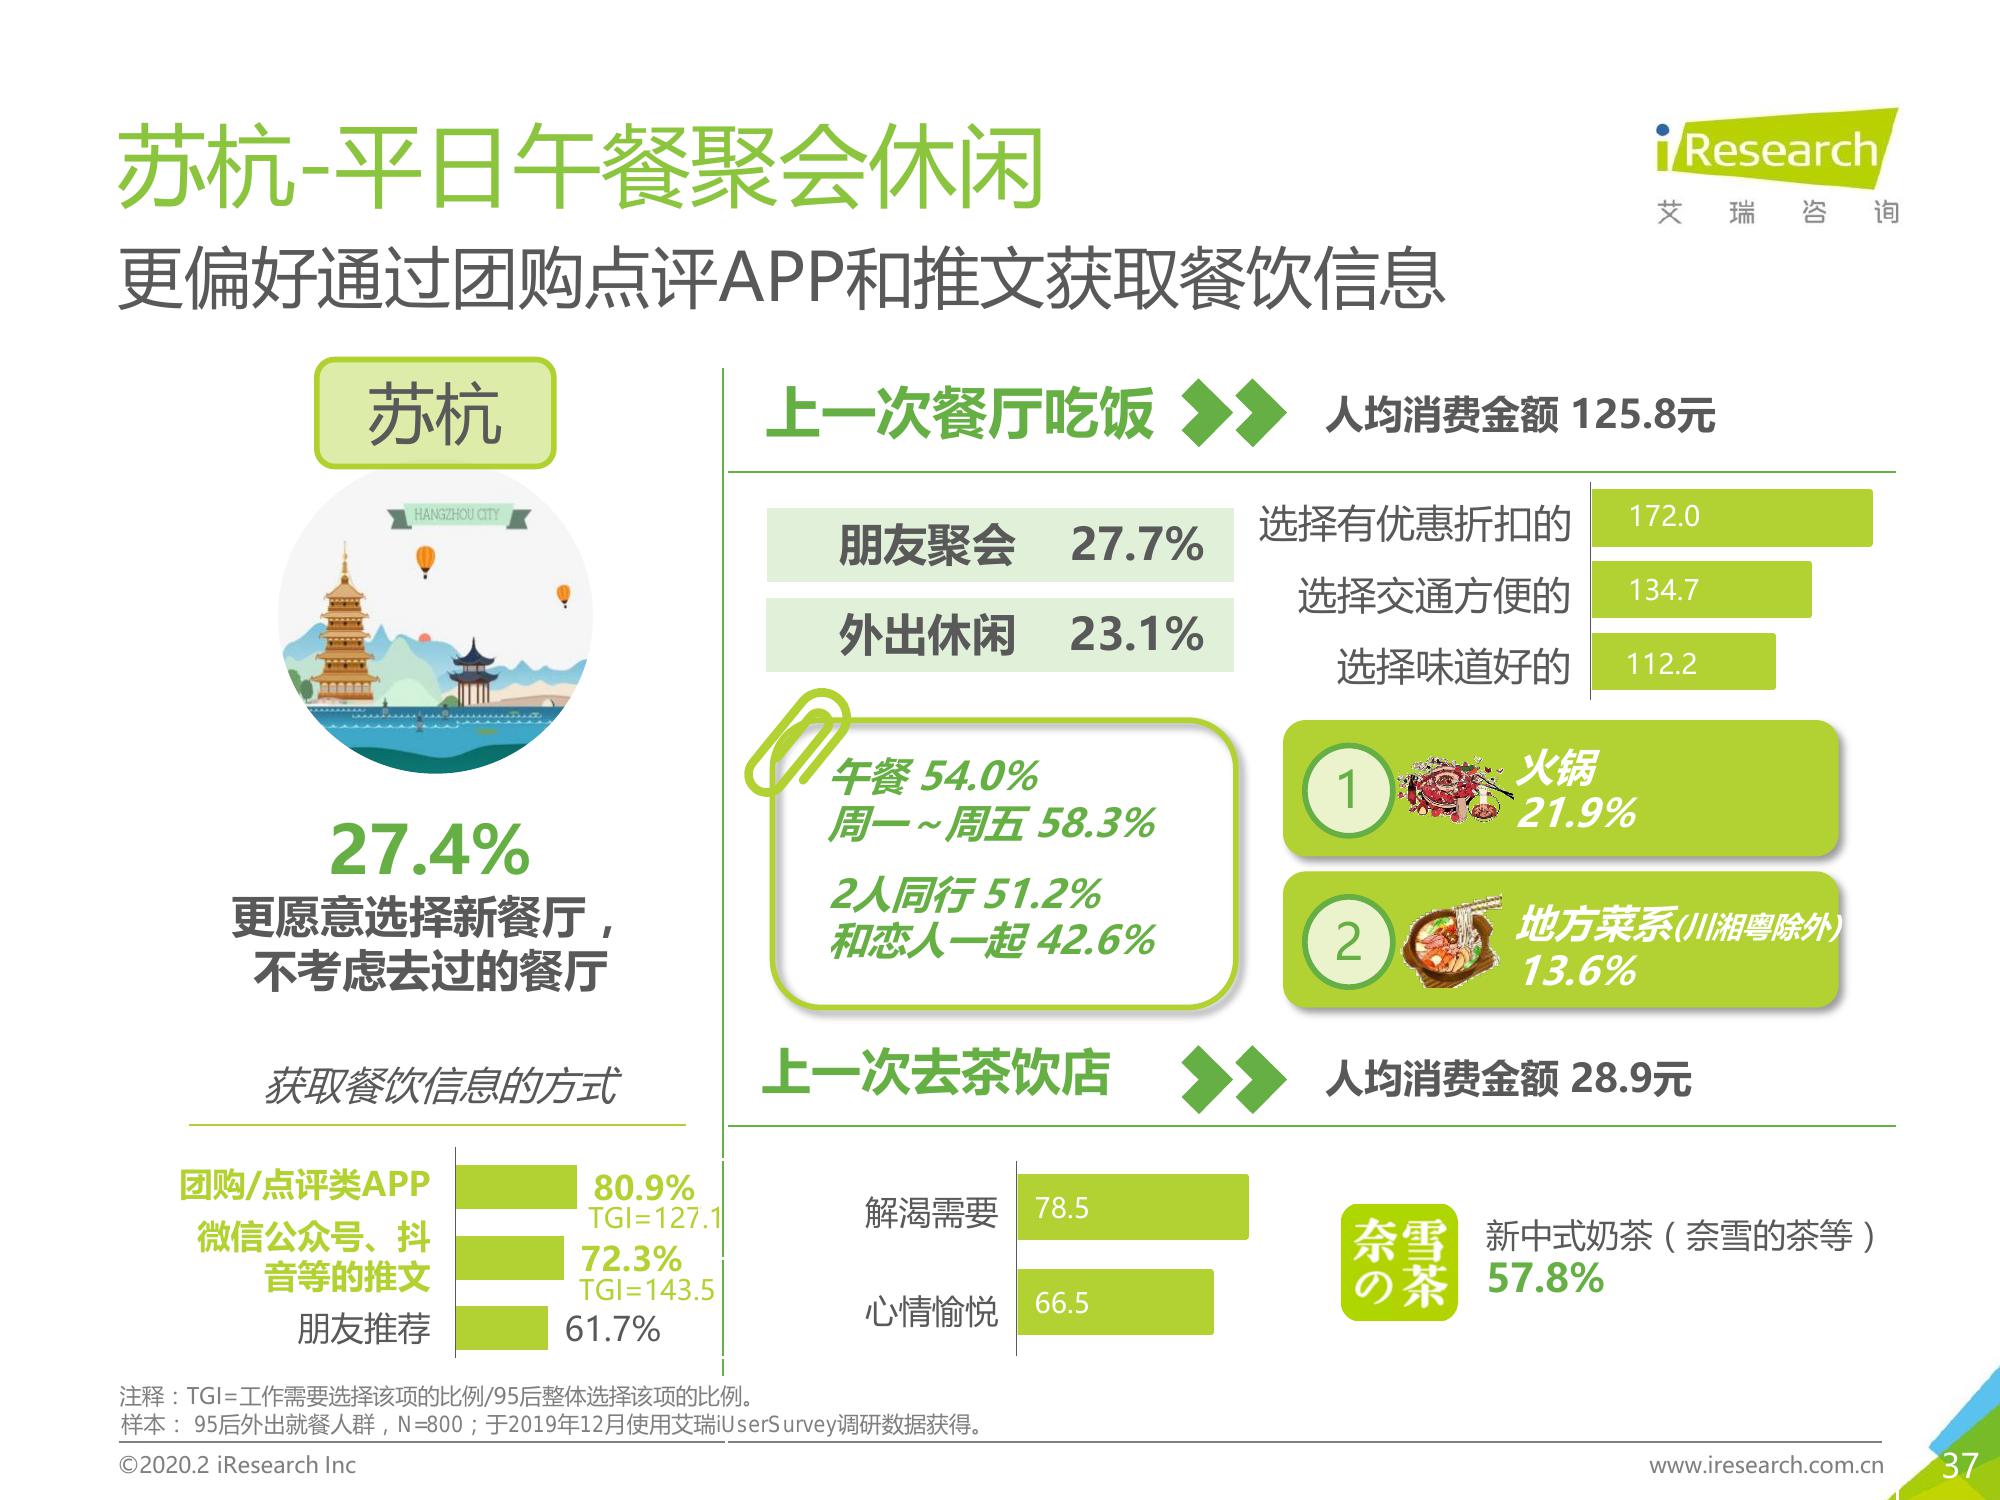 苏杭-平日午餐聚会休闲
iResearch
艾瑞咨询
更偏好通过团购点评APP和推文获取餐饮信息
苏杭
HANGZHOU CITY
27.4%
更愿意选择新餐厅，
不考虑去过的餐厅
获取餐饮信息的方式
团购/点评类APP 80.9%
TGI=127.1
微信公众号、抖
音等的推文 72.3%
TGI=143.5
朋友推荐 61.7%
上一次餐厅吃饭 人均消费金额 125.8元
朋友聚会 27.7%
外出休闲 23.1%
选择有优惠折扣的 172.0
选择交通方便的 134.7
选择味道好的 112.2
午餐 54.0%
周一~周五 58.3%
2人同行 51.2%
和恋人一起 42.6%
1 火锅
21.9%
2 地方菜系(川湘粤除外)
13.6%
上一次去茶饮店 人均消费金额 28.9元
解渴需要 78.5
心情愉悦 66.5
奈雪
の茶
新中式奶茶（奈雪的茶等）
57.8%
注释：TGI=工作需要选择该项的比例/95后整体选择该项的比例。
样本： 95后外出就餐人群，N=800；于2019年12月使用艾瑞iUserSurvey调研数据获得。
©2020.2 iResearch Inc www.iresearch.com.cn 37